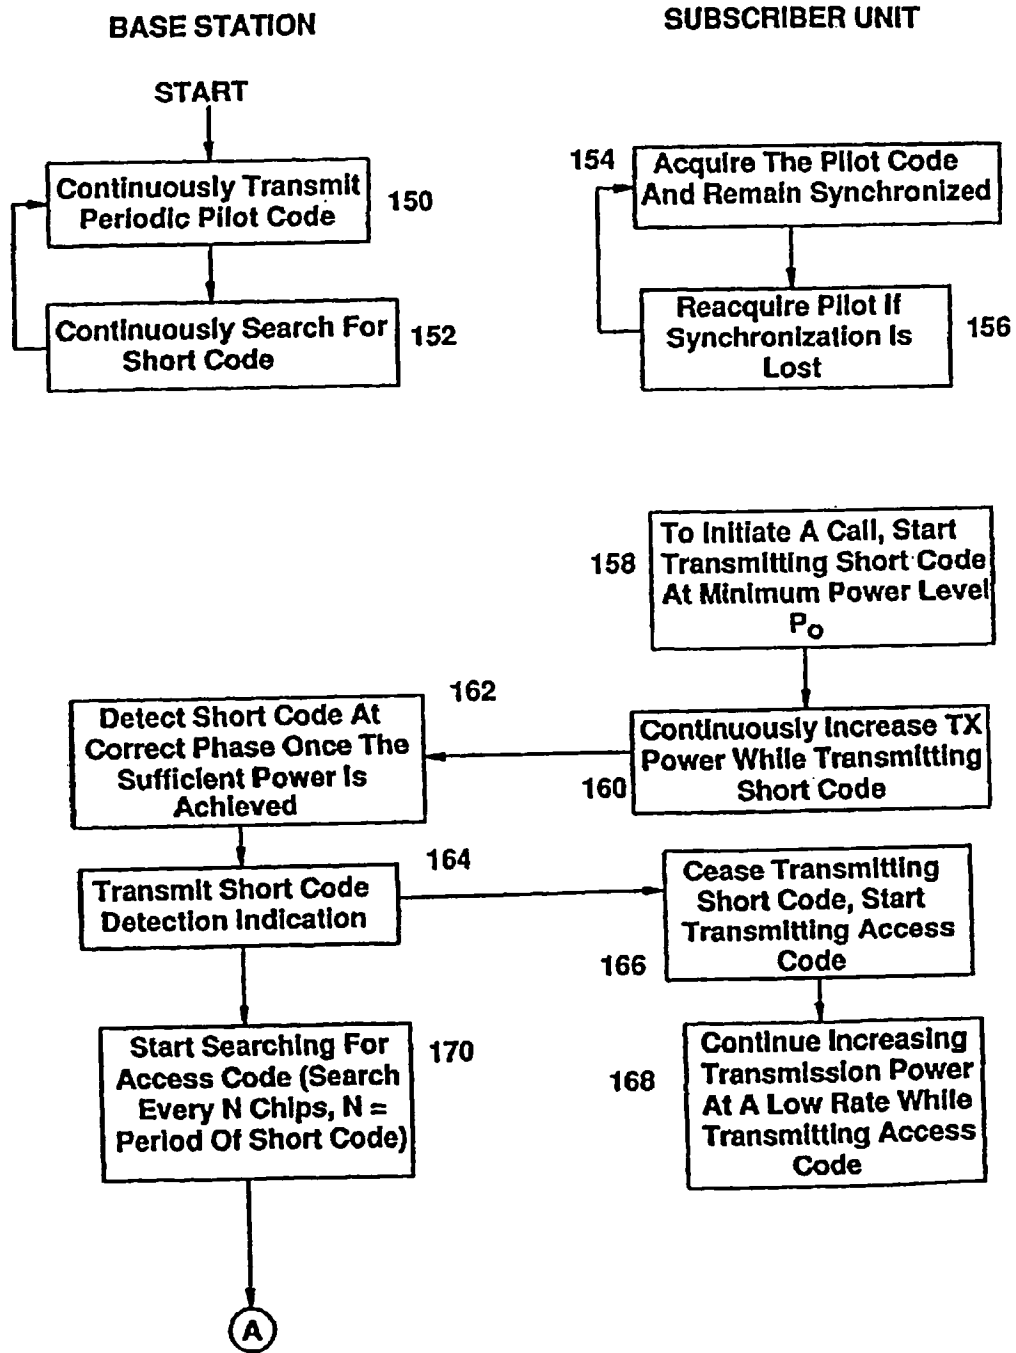 BASE STATION
SUBSCRIBER UNIT
START
Continuously Transmit
Periodic Pilot Code
150
Continuously Search For
Short Code
152
154
Acquire The Pilot Code
And Remain Synchronized
Reacquire Pilot If
Synchronization Is
Lost
156
158
To Initiate A Call, Start
Transmitting Short Code
At Minimum Power Level
Po
162
Detect Short Code At
Correct Phase Once The
Sufficient Power Is
Achieved
Continuously Increase TX
Power While Transmitting
Short Code
160
164
Transmit Short Code
Detection Indication
Cease Transmitting
Short Code, Start
Transmitting Access
Code
166
Start Searching For
Access Code (Search
Every N Chips, N =
Period Of Short Code)
170
168
Continue Increasing
Transmission Power
At A Low Rate While
Transmitting Access
Code
A